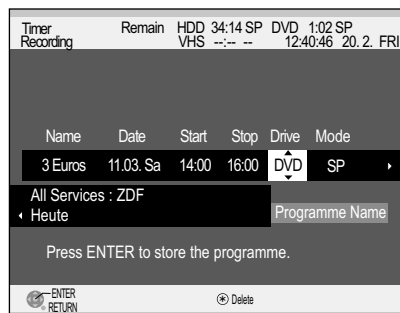 Timer Recording Remain HDD 34:14 SP DVD 1:02 SP
VHS --:-- -- 12:40:46 20. 2. FRI
Name Date Start Stop Drive Mode
3 Euros 11.03. Sa 14:00 16:00 DVD SP
All Services : ZDF
Heute
Programme Name
Press ENTER to store the programme.
ENTER
RETURN
Delete